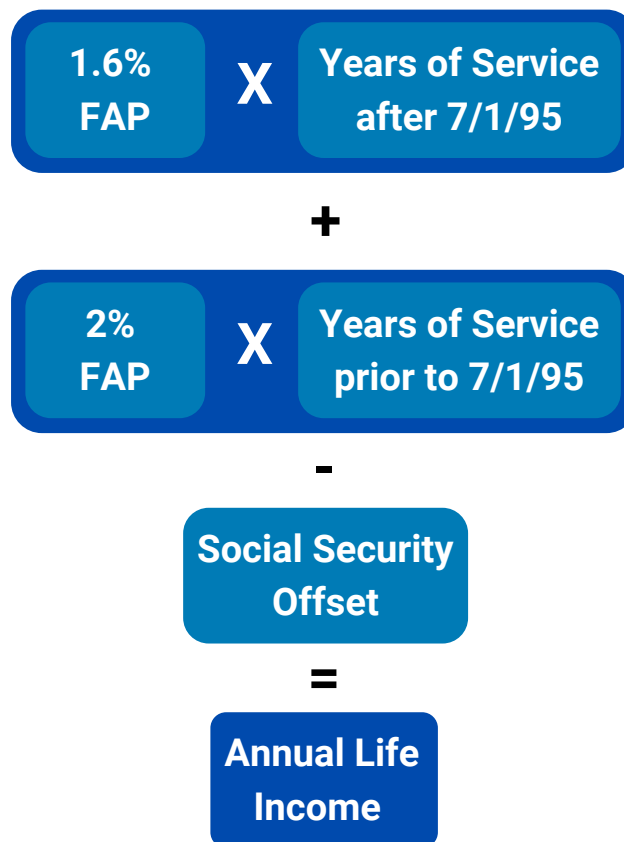 1.6% X Years of Service
FAP after 7/1/95
+
2% X Years of Service
FAP prior to 7/1/95
-
Social Security
Offset
=
Annual Life
Income